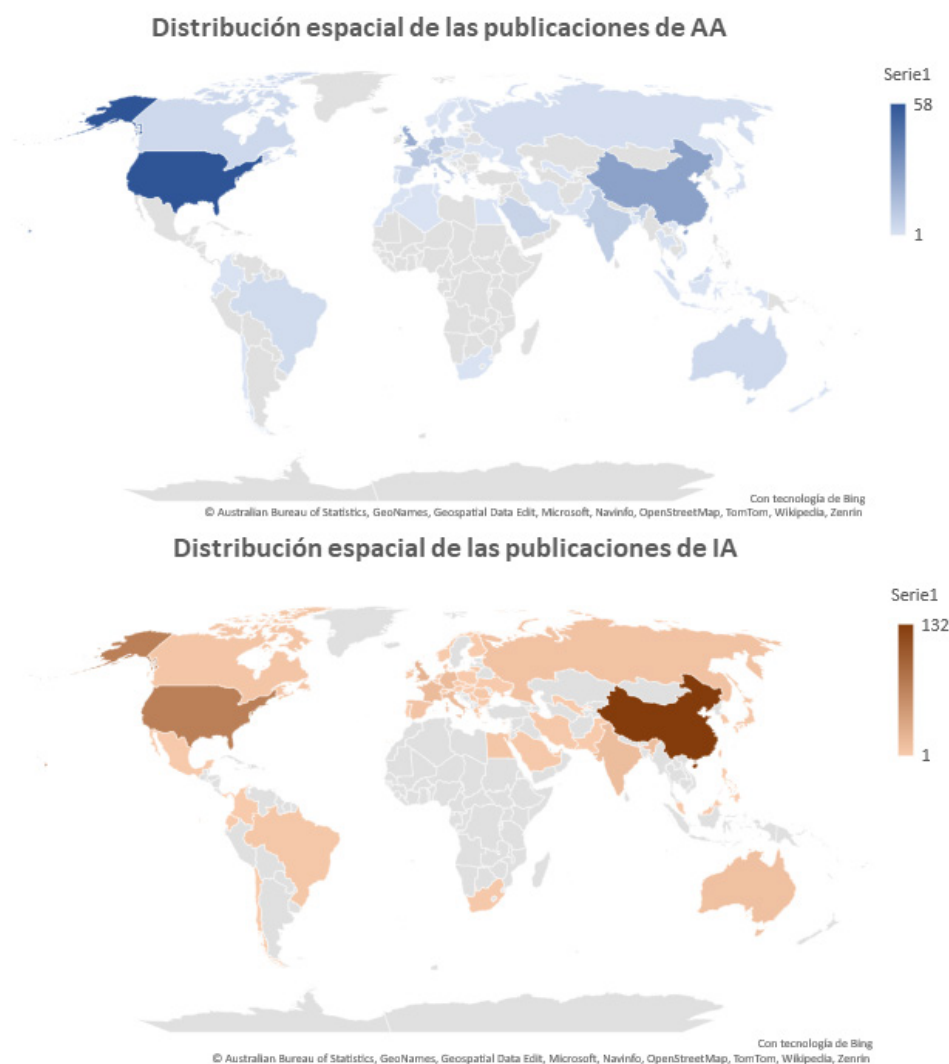 Distribución espacial de las publicaciones de AA
Serie1
58
1
Con tecnología de Bing
© Australian Bureau of Statistics, GeoNames, Geospatial Data Edit, Microsoft, Navinfo, OpenStreetMap, TomTom, Wikipedia, Zenrin
Distribución espacial de las publicaciones de IA
Serie1
132
1
Con tecnología de Bing
© Australian Bureau of Statistics, GeoNames, Geospatial Data Edit, Microsoft, Navinfo, OpenStreetMap, TomTom, Wikipedia, Zenrin